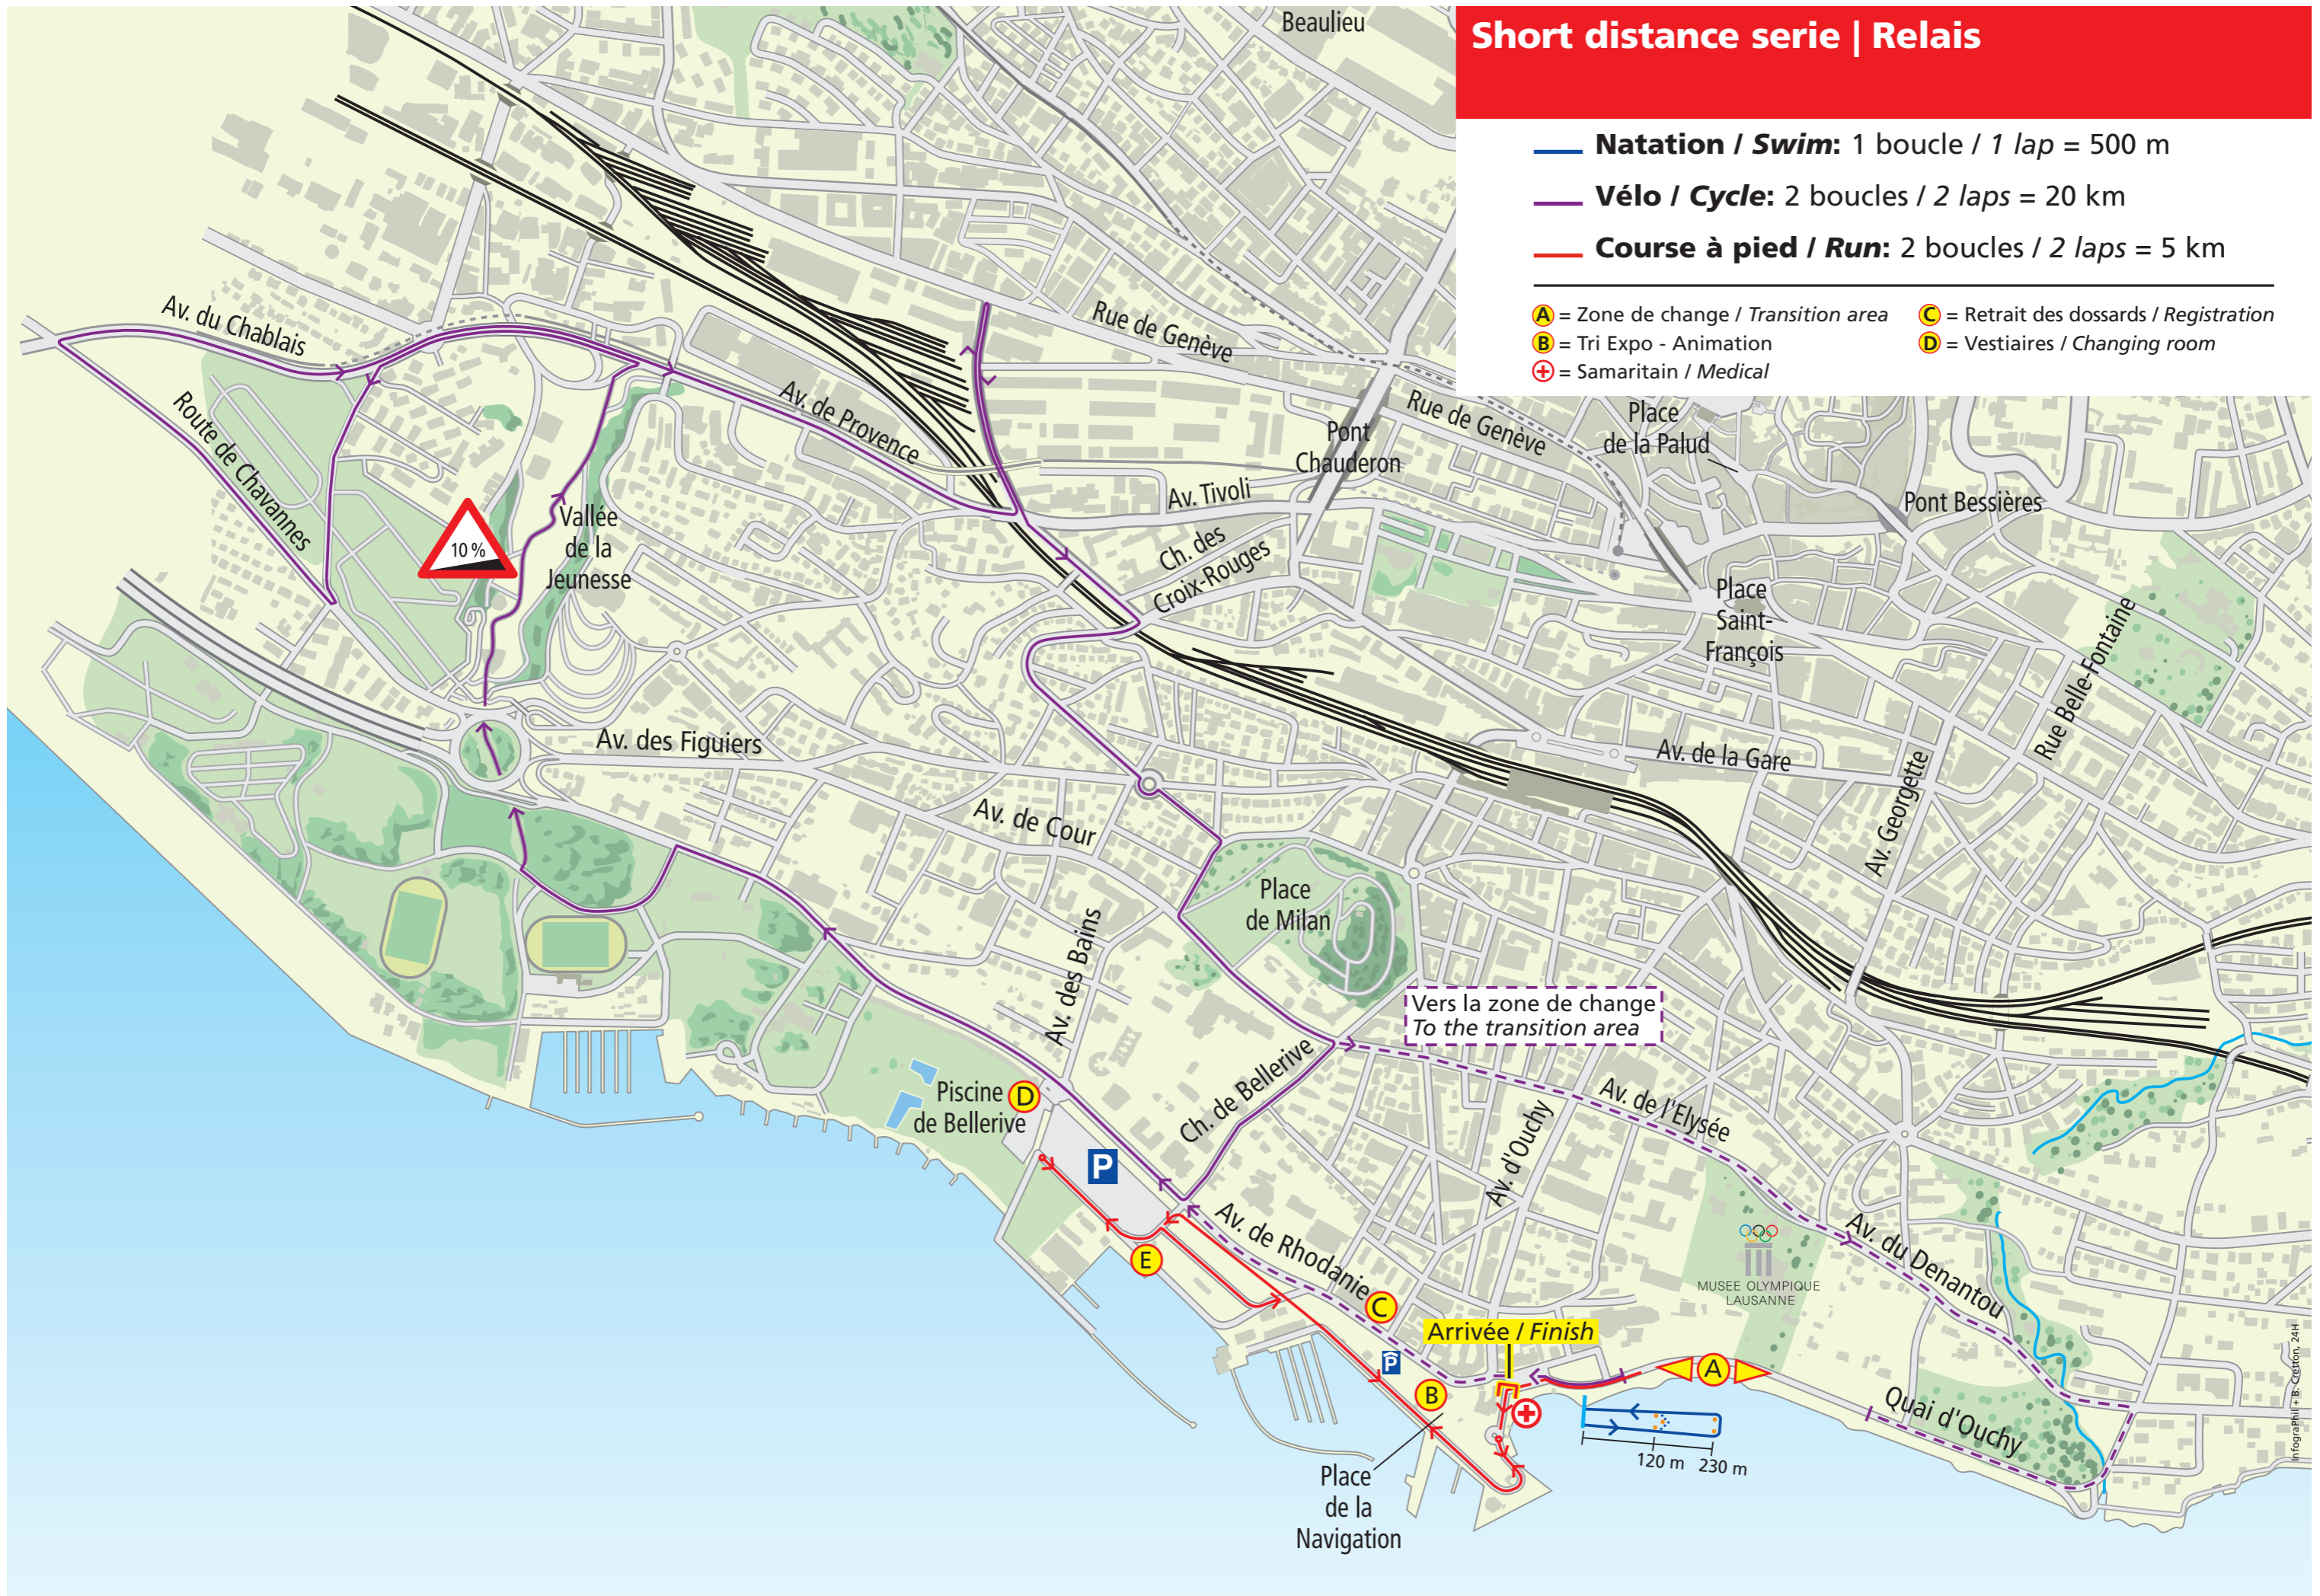 Beaulieu
Short distance serie | Relais
Natation / Swim: 1 boucle / 1 lap = 500 m
Vélo / Cycle: 2 boucles / 2 laps = 20 km
Course à pied / Run: 2 boucles / 2 laps = 5 km
A = Zone de change / Transition area
C = Retrait des dossards / Registration
B = Tri Expo - Animation
D = Vestiaires / Changing room
= Samaritain / Medical
Av. du Chablais
Rue de Genève
Route de Chavannes
Av. de Provence
Pont
Chauderon
Rue de Genève
Place
de la Palud
Av. Tivoli
Pont Bessières
10 %
Vallée
de la
Jeunesse
Ch. des
Croix-Rouges
Place
Saint-
François
Rue Belle-Fontaine
Av. des Figuiers
Av. de la Gare
Av. Georgette
Av. de Cour
Place
de Milan
Av. des Bains
Vers la zone de change
To the transition area
Piscine
de Bellerive
D
Ch. de Bellerive
Av. de l'Elysée
Av. d'Ouchy
P
Av. de Rhodanie
E
C
MUSEE OLYMPIQUE
LAUSANNE
Av. du Denantou
Arrivée / Finish
P
B
A
Quai d'Ouchy
120 m
230 m
Place
de la
Navigation
InfograPhil + B. Cretton, 24H